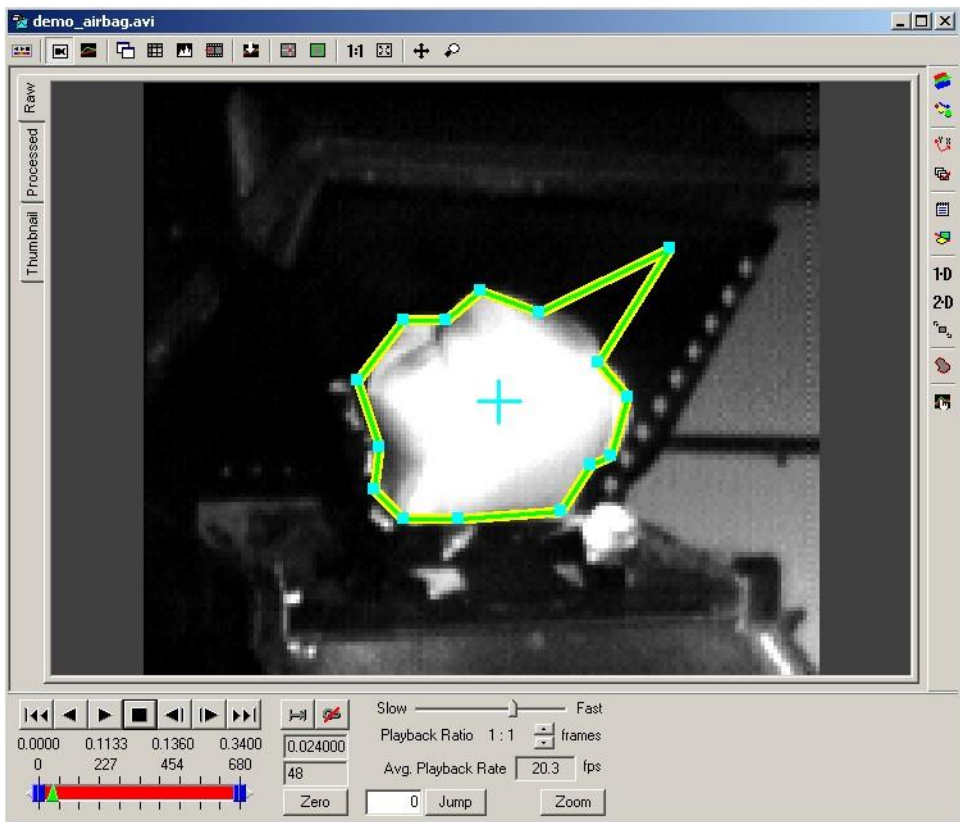 demo_airbag.avi
1:1
Raw
Processed
Thumbnail
Y X
1·D
2·D
Slow Fast
Playback Ratio 1 : 1 frames
Avg. Playback Rate 20.3 fps
0.0000 0.1133 0.1360 0.3400
0 227 454 680
0.024000
48
Zero
0 Jump
Zoom